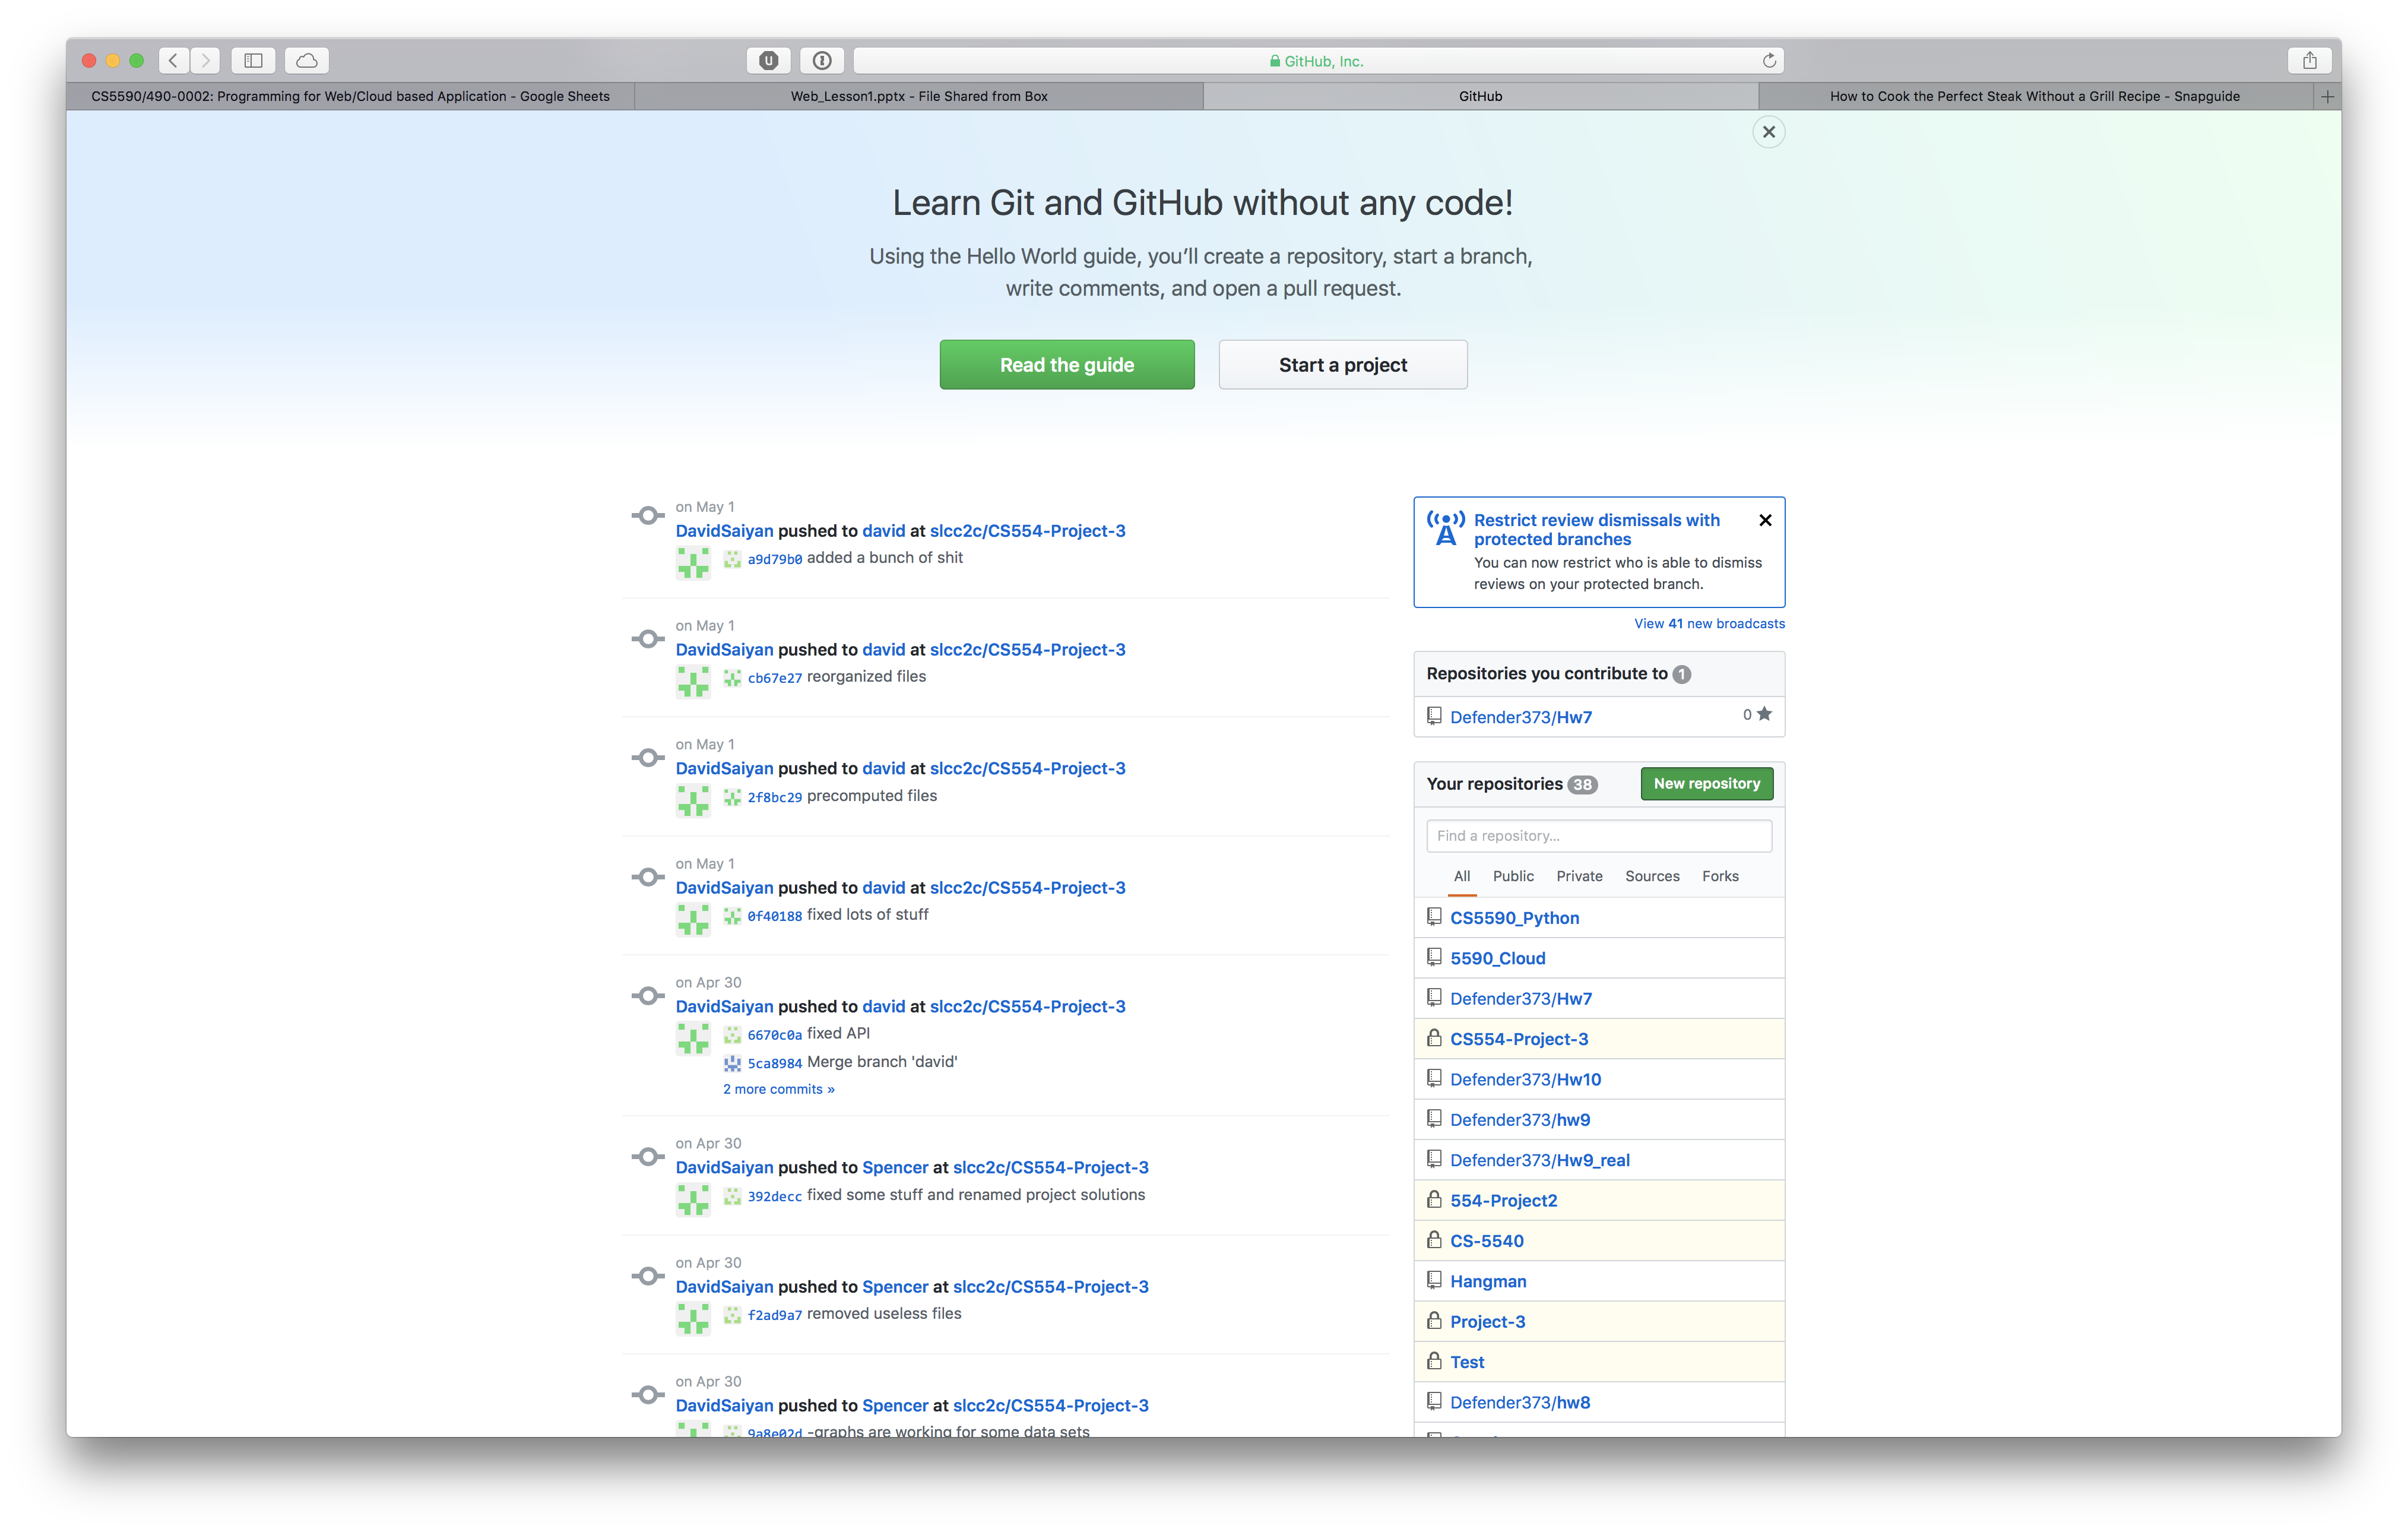 GitHub, Inc.
CS5590/490-0002: Programming for Web/Cloud based Application - Google Sheets
Web_Lesson1.pptx - File Shared from Box
GitHub
How to Cook the Perfect Steak Without a Grill Recipe - Snapguide
Learn Git and GitHub without any code!
Using the Hello World guide, you’ll create a repository, start a branch,
write comments, and open a pull request.
Read the guide
Start a project
on May 1
DavidSaiyan pushed to david at slcc2c/CS554-Project-3
a9d79b0 added a bunch of shit
on May 1
DavidSaiyan pushed to david at slcc2c/CS554-Project-3
cb67e27 reorganized files
on May 1
DavidSaiyan pushed to david at slcc2c/CS554-Project-3
2f8bc29 precomputed files
on May 1
DavidSaiyan pushed to david at slcc2c/CS554-Project-3
0f40188 fixed lots of stuff
on Apr 30
DavidSaiyan pushed to david at slcc2c/CS554-Project-3
6670c0a fixed API
5ca8984 Merge branch 'david'
2 more commits »
on Apr 30
DavidSaiyan pushed to Spencer at slcc2c/CS554-Project-3
392decc fixed some stuff and renamed project solutions
on Apr 30
DavidSaiyan pushed to Spencer at slcc2c/CS554-Project-3
f2ad9a7 removed useless files
on Apr 30
DavidSaiyan pushed to Spencer at slcc2c/CS554-Project-3
9a8e02d -graphs are working for some data sets
Restrict review dismissals with
protected branches
You can now restrict who is able to dismiss
reviews on your protected branch.
View 41 new broadcasts
Repositories you contribute to 1
Defender373/Hw7 0
Your repositories 38
New repository
Find a repository...
All Public Private Sources Forks
CS5590_Python
5590_Cloud
Defender373/Hw7
CS554-Project-3
Defender373/Hw10
Defender373/hw9
Defender373/Hw9_real
554-Project2
CS-5540
Hangman
Project-3
Test
Defender373/hw8